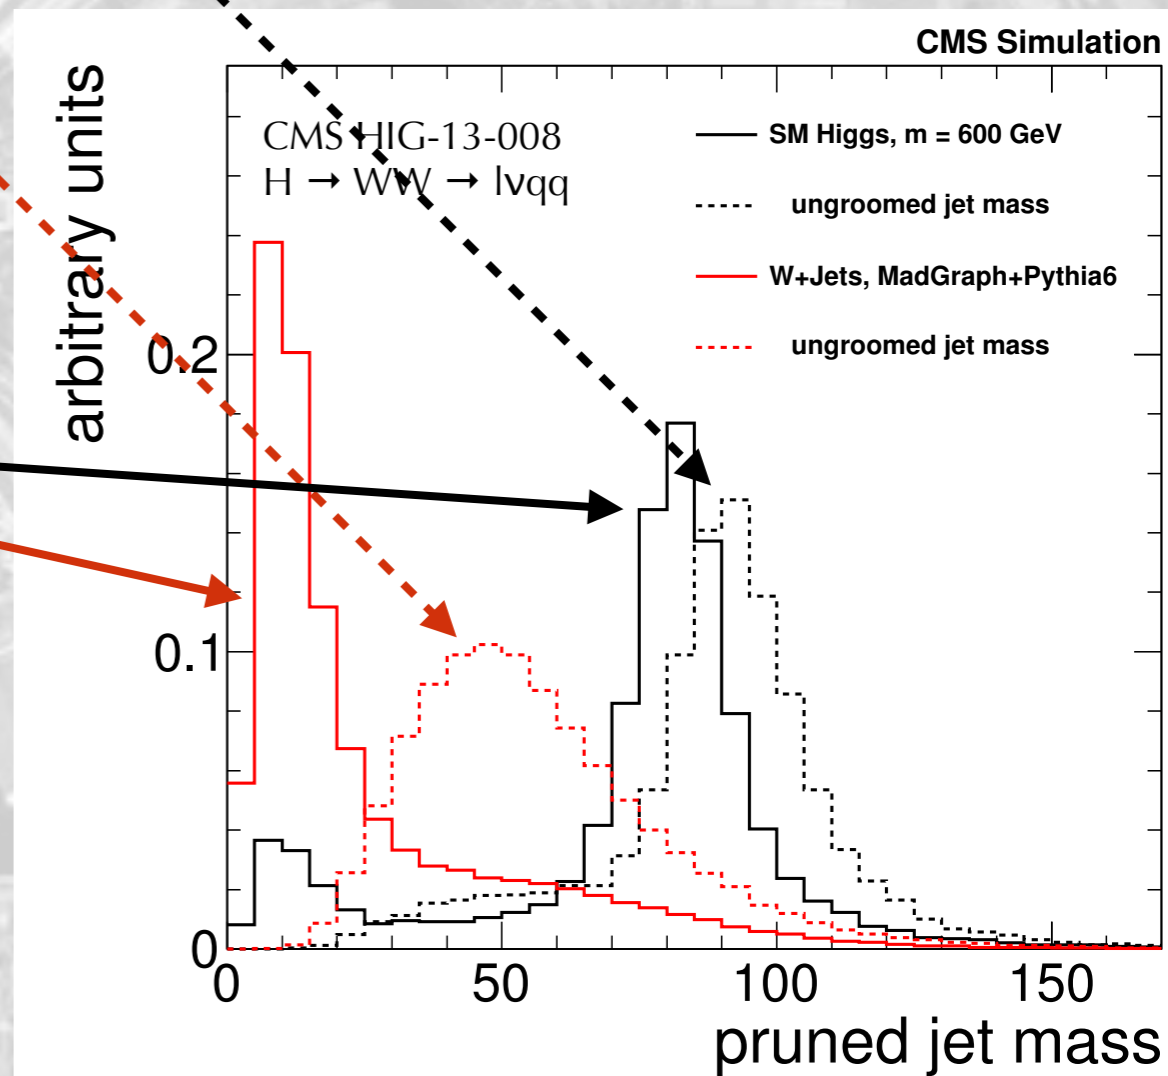 CMS Simulation
arbitrary units
CMS HIG-13-008
H → WW → lνqq
SM Higgs, m = 600 GeV
ungroomed jet mass
W+Jets, MadGraph+Pythia6
ungroomed jet mass
0.2
0.1
0
0 50 100 150
pruned jet mass